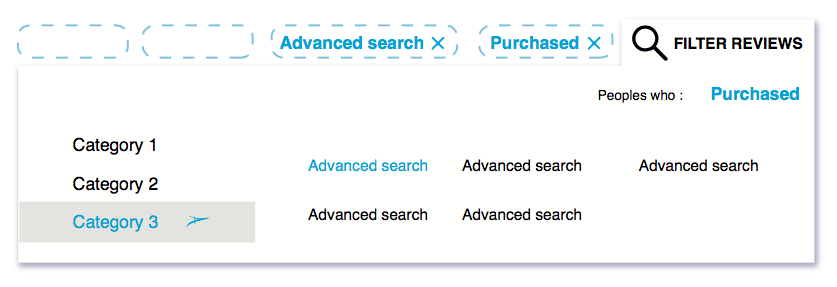 Advanced search × Purchased × FILTER REVIEWS
Peoples who : Purchased
Category 1
Advanced search Advanced search Advanced search
Category 2
Category 3
Advanced search Advanced search